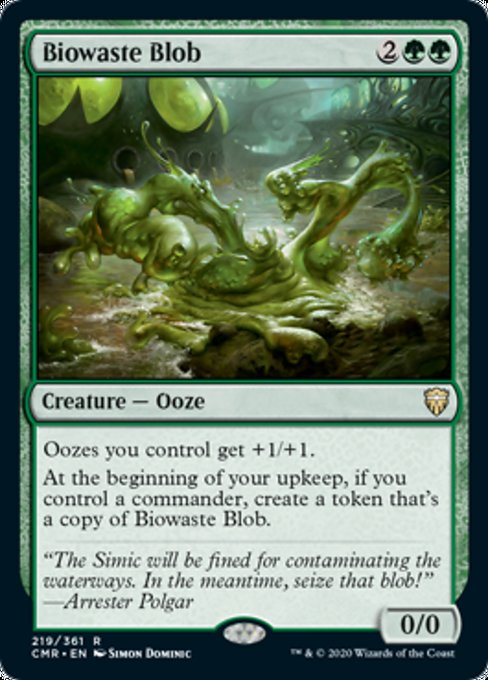 Biowaste Blob 2
Creature — Ooze
Oozes you control get +1/+1.
At the beginning of your upkeep, if you
control a commander, create a token that's
a copy of Biowaste Blob.
“The Simic will be fined for contaminating the
waterways. In the meantime, seize that blob!”
—Arrester Polgar
0/0
219/361 R
CMR • EN SIMON DOMINIC
™ & © 2020 Wizards of the Coast